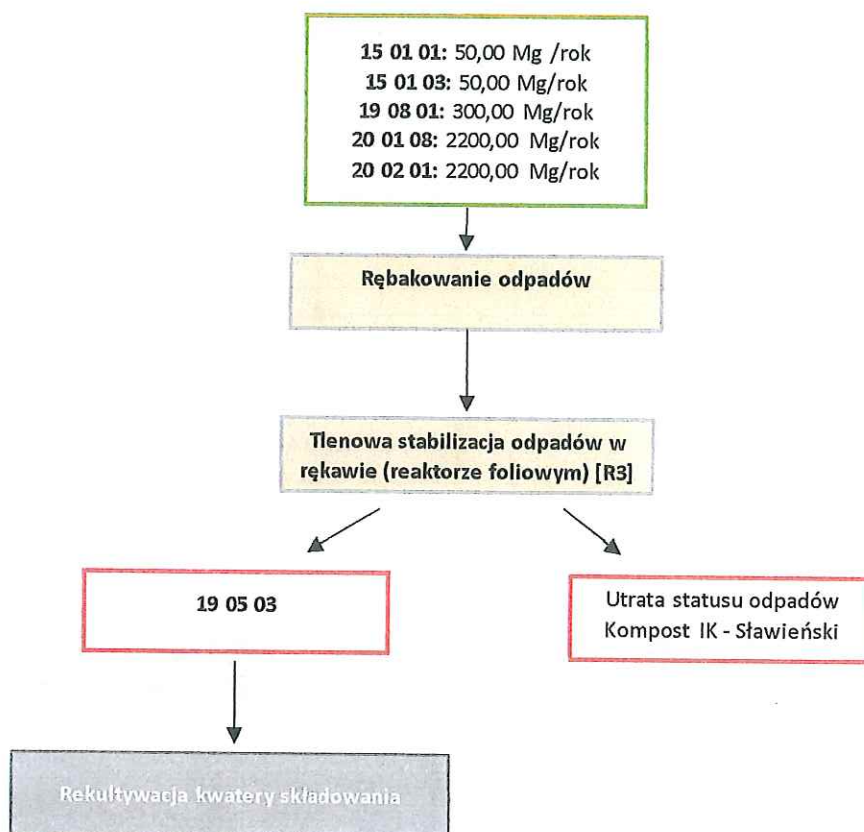 15 01 01: 50,00 Mg /rok
15 01 03: 50,00 Mg/rok
19 08 01: 300,00 Mg/rok
20 01 08: 2200,00 Mg/rok
20 02 01: 2200,00 Mg/rok
Rębakowanie odpadów
Tlenowa stabilizacja odpadów w
rękawie (reaktorze foliowym) [R3]
19 05 03
Utrata statusu odpadów
Kompost IK - Sławieński
Rekultywacja kwatery składowania